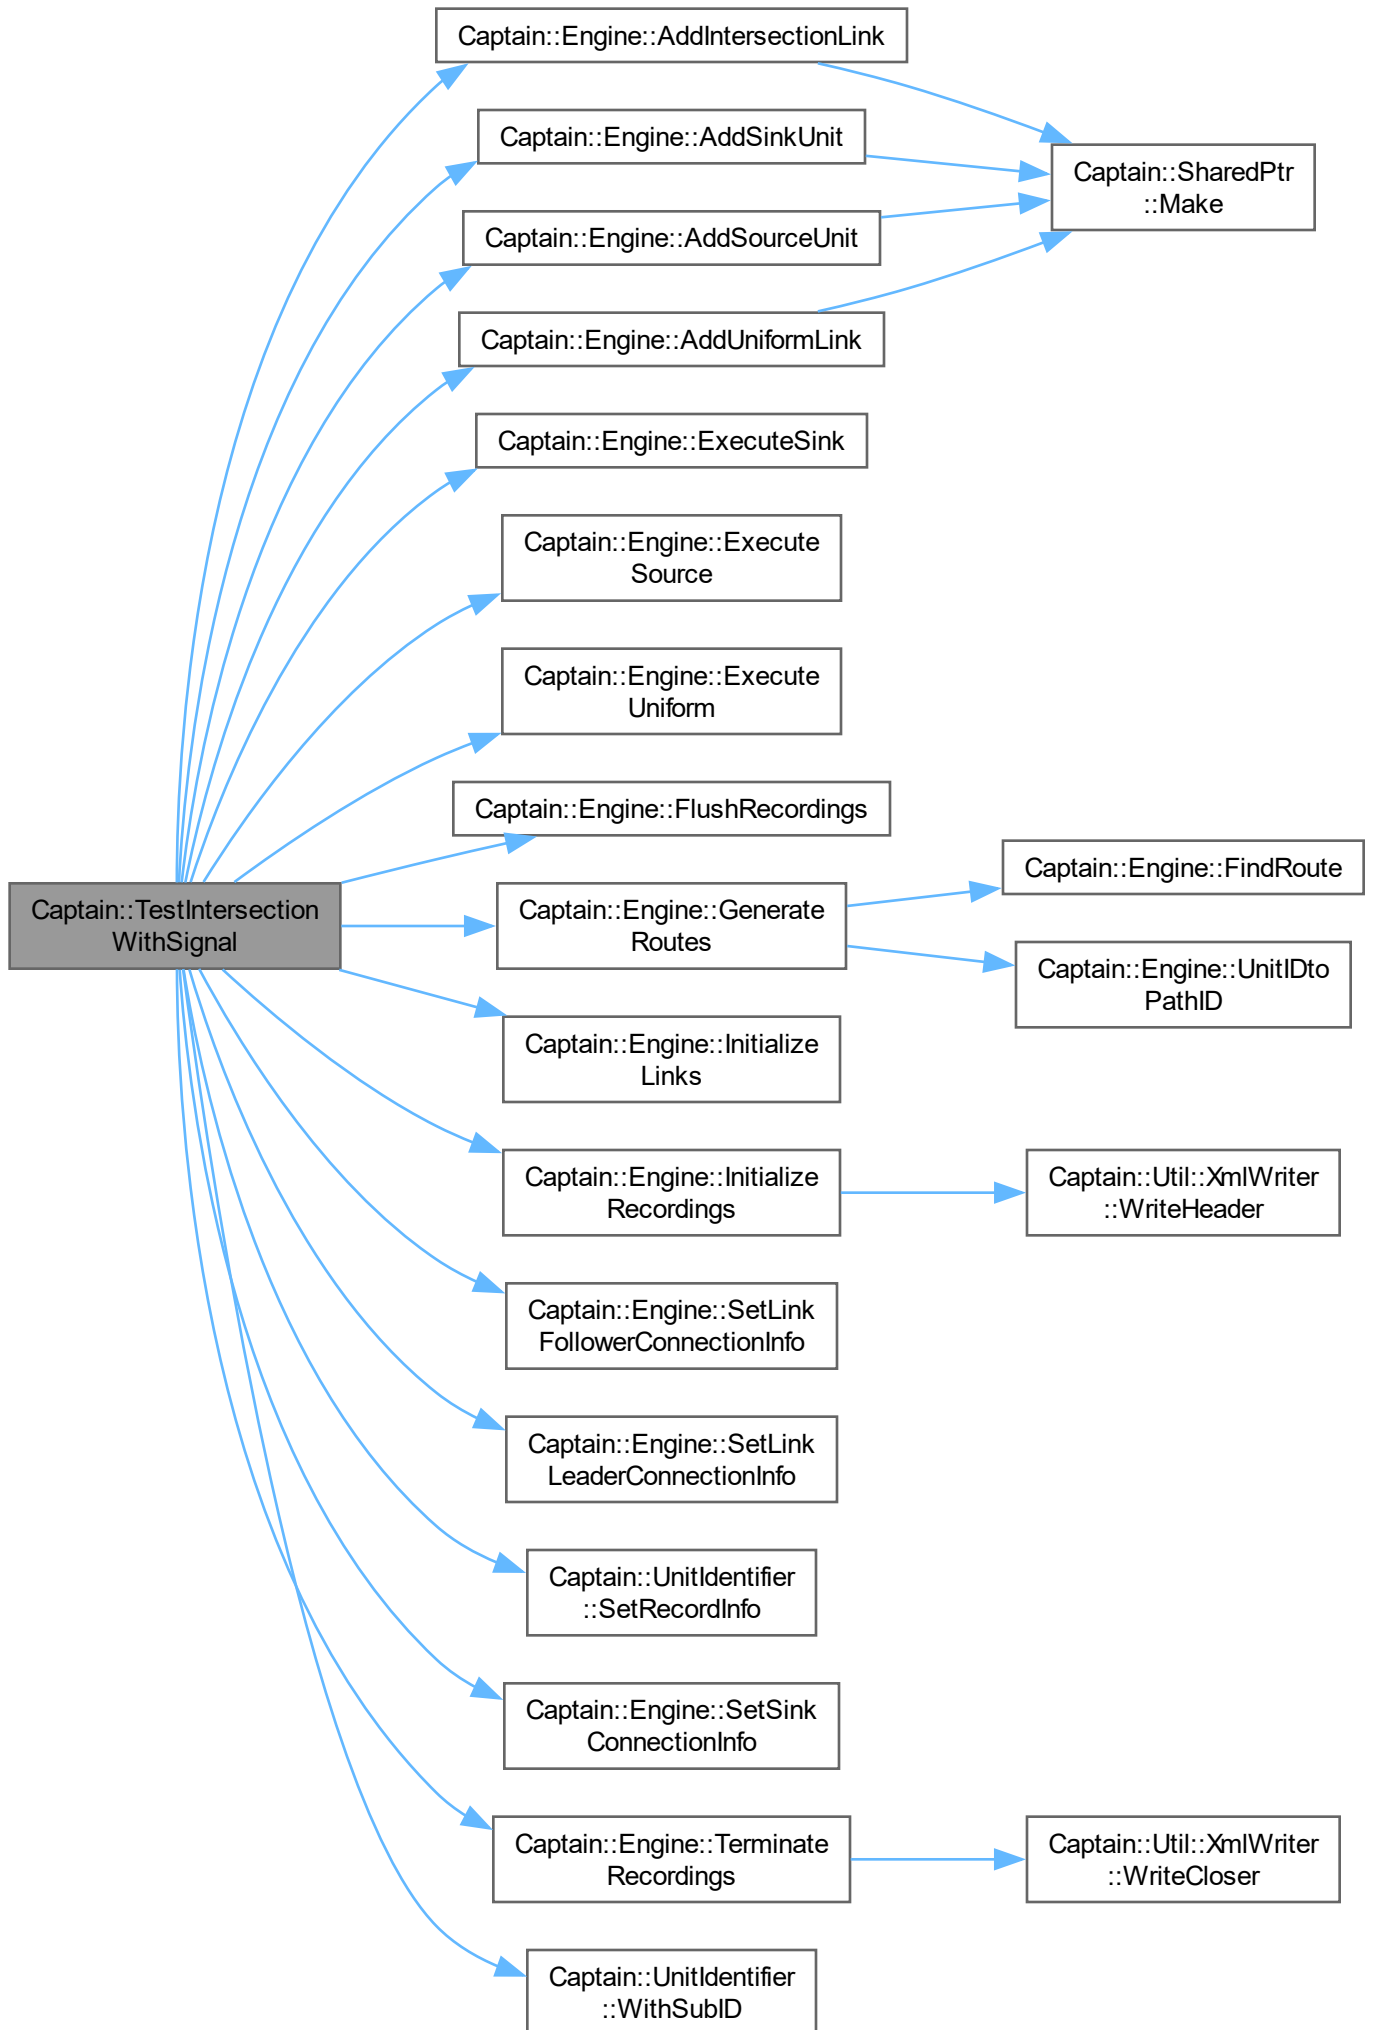 Captain::Engine::AddIntersectionLink
Captain::Engine::AddSinkUnit
Captain::SharedPtr
::Make
Captain::Engine::AddSourceUnit
Captain::Engine::AddUniformLink
Captain::Engine::ExecuteSink
Captain::Engine::Execute
Source
Captain::Engine::Execute
Uniform
Captain::Engine::FlushRecordings
Captain::TestIntersection
WithSignal
Captain::Engine::Generate
Routes
Captain::Engine::FindRoute
Captain::Engine::UnitIDto
PathID
Captain::Engine::Initialize
Links
Captain::Engine::Initialize
Recordings
Captain::Util::XmlWriter
::WriteHeader
Captain::Engine::SetLink
FollowerConnectionInfo
Captain::Engine::SetLink
LeaderConnectionInfo
Captain::UnitIdentifier
::SetRecordInfo
Captain::Engine::SetSink
ConnectionInfo
Captain::Engine::Terminate
Recordings
Captain::Util::XmlWriter
::WriteCloser
Captain::UnitIdentifier
::WithSubID